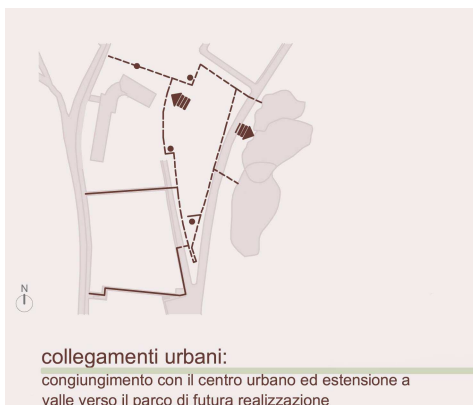 N
collegamenti urbani:
congiungimento con il centro urbano ed estensione a
valle verso il parco di futura realizzazione